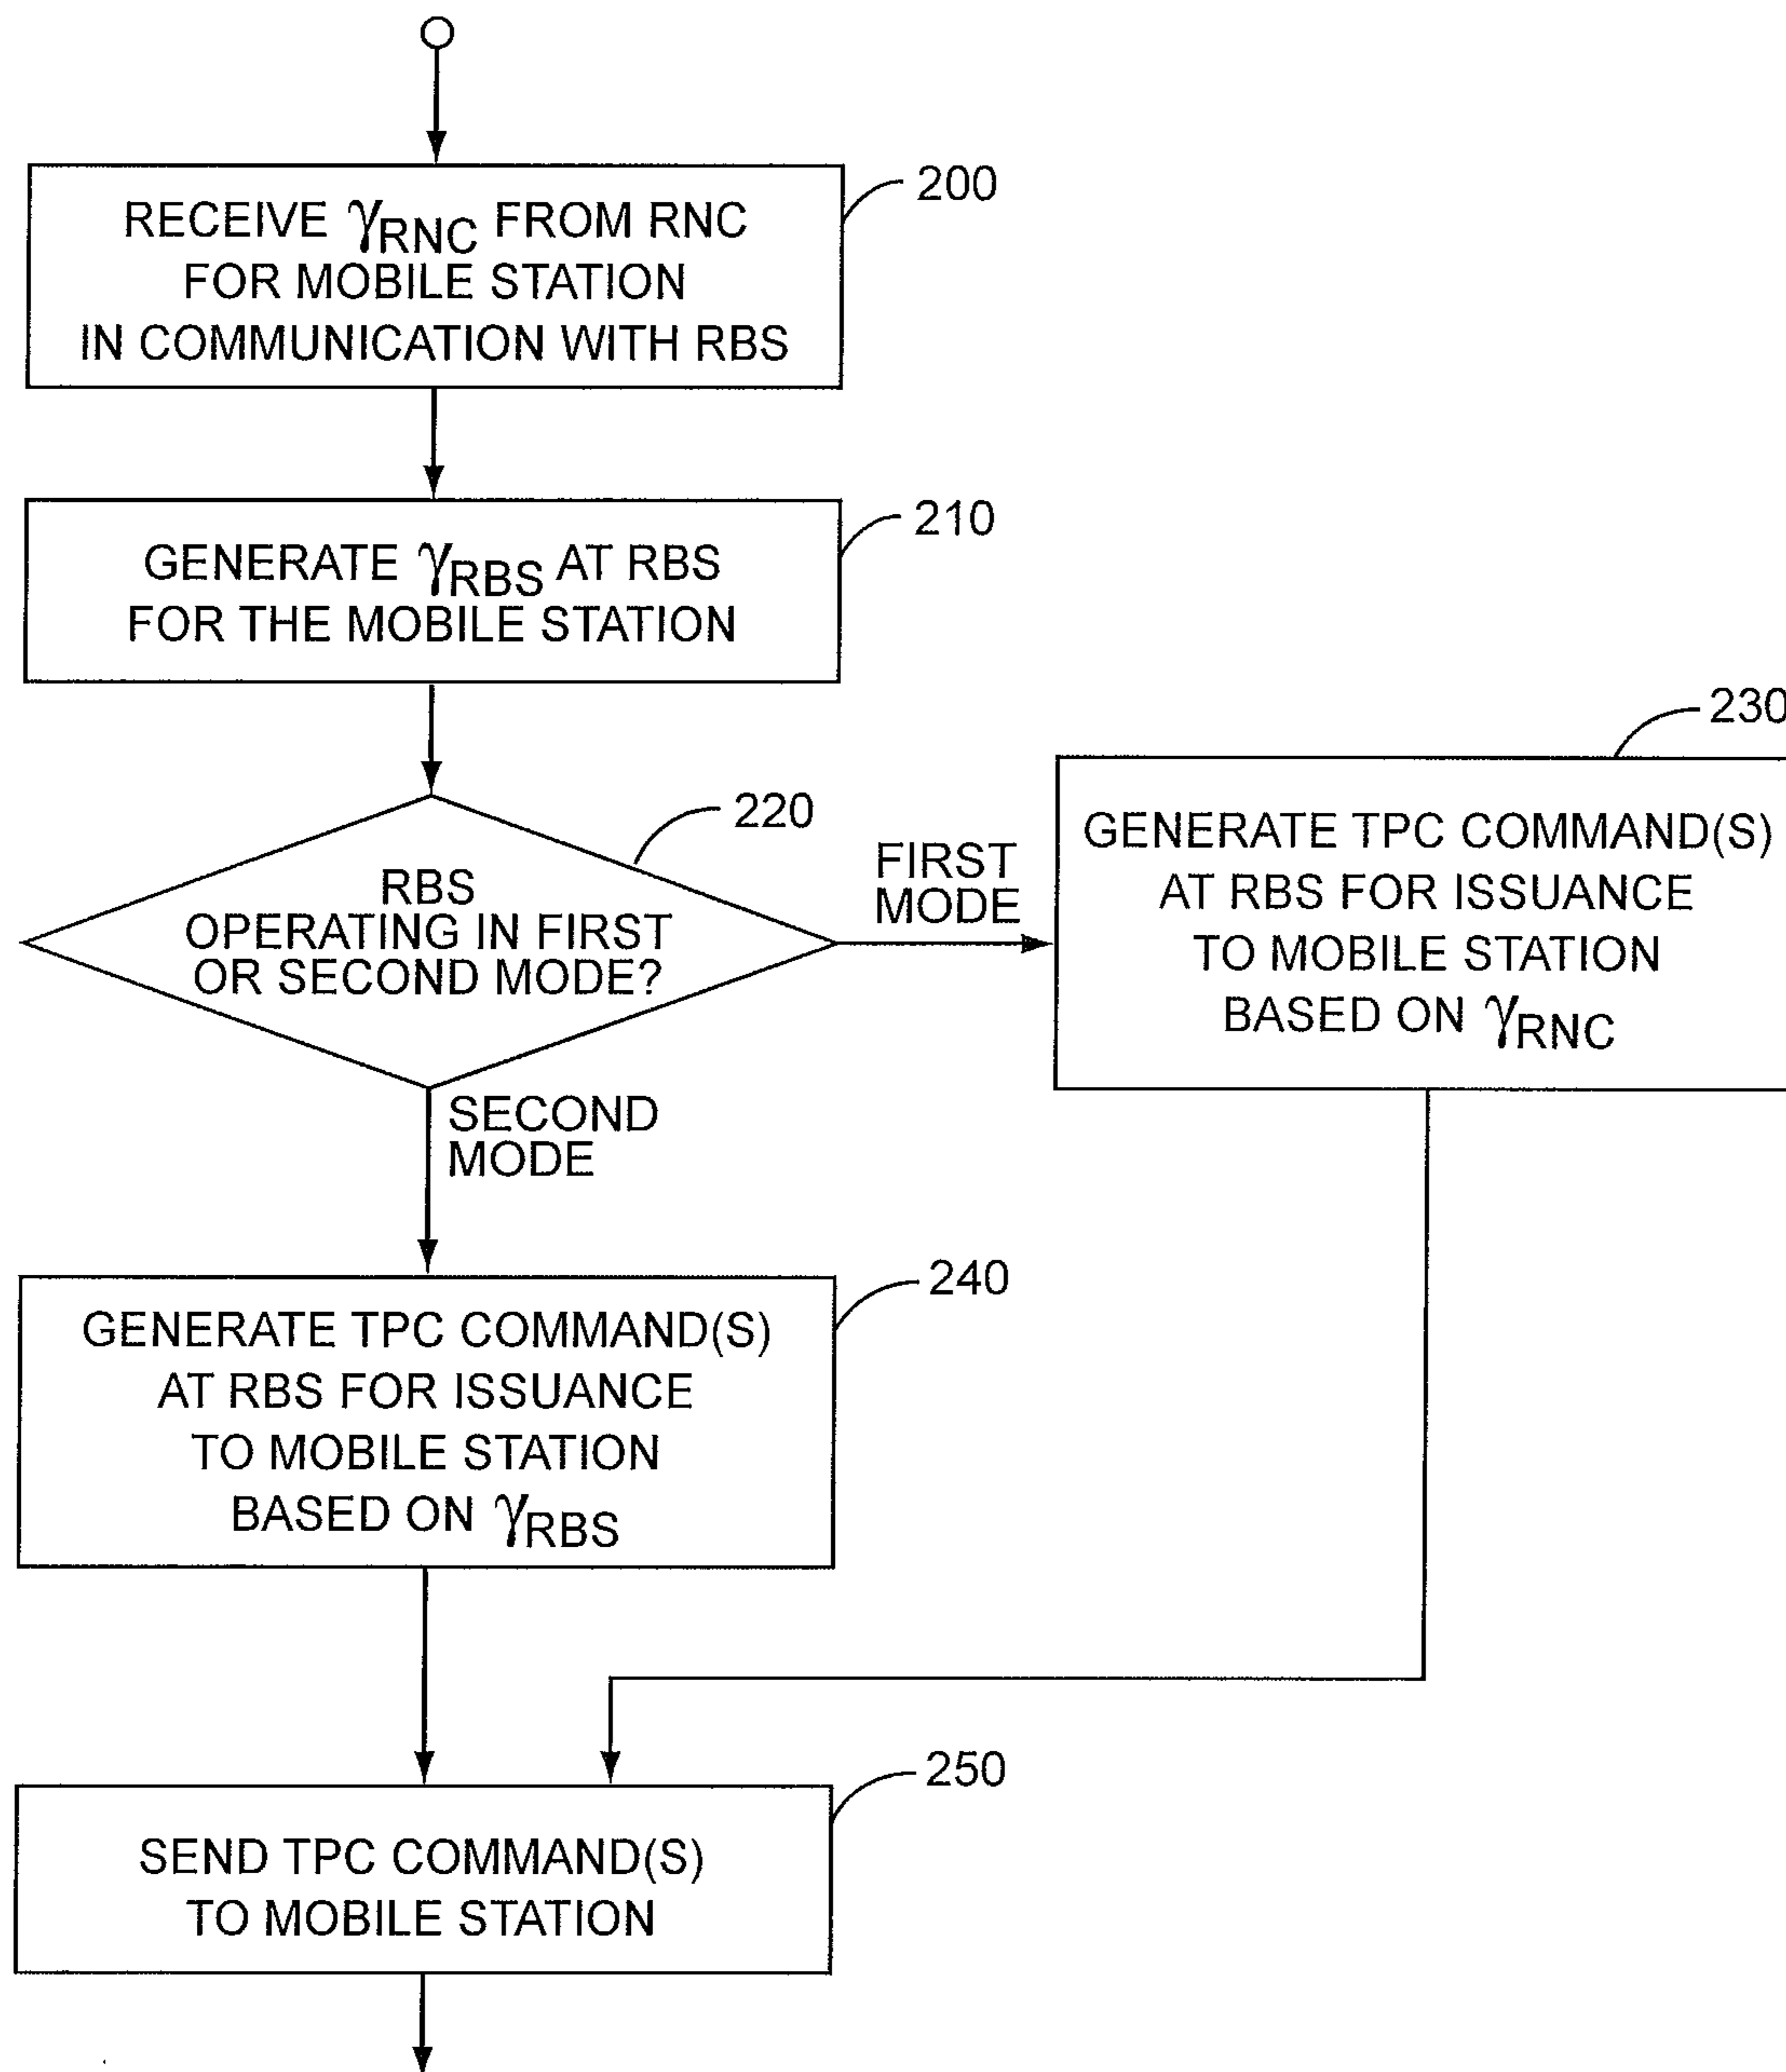 200
RECEIVE γRNC FROM RNC
FOR MOBILE STATION
IN COMMUNICATION WITH RBS
210
GENERATE γRBS AT RBS
FOR THE MOBILE STATION
220
RBS
OPERATING IN FIRST
OR SECOND MODE?
FIRST
MODE
230
GENERATE TPC COMMAND(S)
AT RBS FOR ISSUANCE
TO MOBILE STATION
BASED ON γRNC
SECOND
MODE
240
GENERATE TPC COMMAND(S)
AT RBS FOR ISSUANCE
TO MOBILE STATION
BASED ON γRBS
250
SEND TPC COMMAND(S)
TO MOBILE STATION